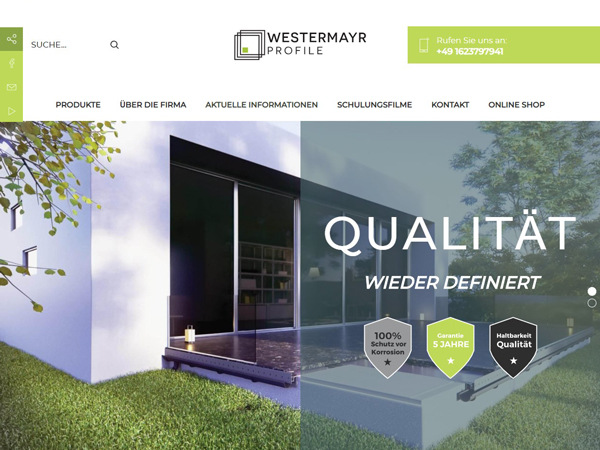 SUCHE...
WESTERMAYR
PROFILE
Rufen Sie uns an:
+49 1623797941
PRODUKTE ÜBER DIE FIRMA AKTUELLE INFORMATIONEN SCHULUNGSFILME KONTAKT ONLINE SHOP
QUALITÄT
WIEDER DEFINIERT
100%
Schutz vor
Korrosion
Garantie
5 JAHRE
Haltbarkeit
Qualität